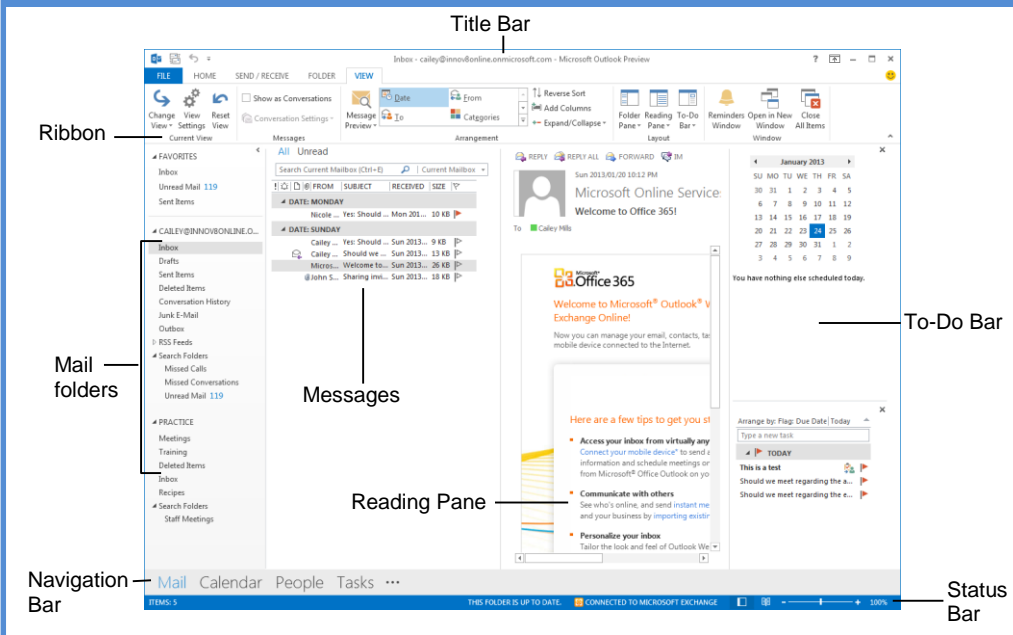 Title Bar
Inbox - cailey@innov8online.onmicrosoft.com - Microsoft Outlook Preview
FILE HOME SEND / RECEIVE FOLDER VIEW
Change View
View Settings
Reset View
Current View
Show as Conversations
Conversation Settings
Messages
Message Preview
Date
From
To
Categories
Reverse Sort
Add Columns
Expand/Collapse
Arrangement
Folder Pane
Reading Pane
To-Do Bar
Layout
Reminders Window
Open in New Window
Close All Items
Window
Ribbon
FAVORITES
Inbox
Unread Mail 119
Sent Items
CAILEY@INNOV8ONLINE.O...
Inbox
Drafts
Sent Items
Deleted Items
Conversation History
Junk E-Mail
Outbox
RSS Feeds
Search Folders
Missed Calls
Missed Conversations
Unread Mail 119
PRACTICE
Meetings
Training
Deleted Items
Inbox
Recipes
Search Folders
Staff Meetings
Mail folders
All Unread
Search Current Mailbox (Ctrl+E) Current Mailbox
FROM SUBJECT RECEIVED SIZE
DATE: MONDAY
Nicole ... Yes: Should ... Mon 201... 10 KB
DATE: SUNDAY
Cailey ... Yes: Should ... Sun 2013... 9 KB
Cailey ... Should we ... Sun 2013... 13 KB
Micros... Welcome to... Sun 2013... 26 KB
John S... Sharing invi... Sun 2013... 18 KB
Messages
REPLY REPLY ALL FORWARD IM
Sun 2013/01/20 10:12 PM
Microsoft Online Service:
Welcome to Office 365!
To Cailey Mills
Microsoft®
Office 365
Welcome to Microsoft® Outlook® W
Exchange Online!
Now you can manage your email, contacts, ta
mobile device connected to the Internet.
Here are a few tips to get you st
Access your inbox from virtually any
Connect your mobile device" to send a
information and schedule meetings or
from Microsoft® Office Outlook on yo
Communicate with others
See who's online, and send instant me
and your business by importing existin
Personalize your inbox
Tailor the look and feel of Outlook We
Reading Pane
January 2013
SU MO TU WE TH FR SA
30 31 1 2 3 4 5
6 7 8 9 10 11 12
13 14 15 16 17 18 19
20 21 22 23 24 25 26
27 28 29 30 31 1 2
3 4 5 6 7 8 9
You have nothing else scheduled today.
To-Do Bar
Arrange by: Flag: Due Date Today
Type a new task
TODAY
This is a test
Should we meet regarding the a...
Should we meet regarding the e...
Navigation Bar
Mail Calendar People Tasks ...
ITEMS: 5 THIS FOLDER IS UP TO DATE. CONNECTED TO MICROSOFT EXCHANGE 100%
Status Bar